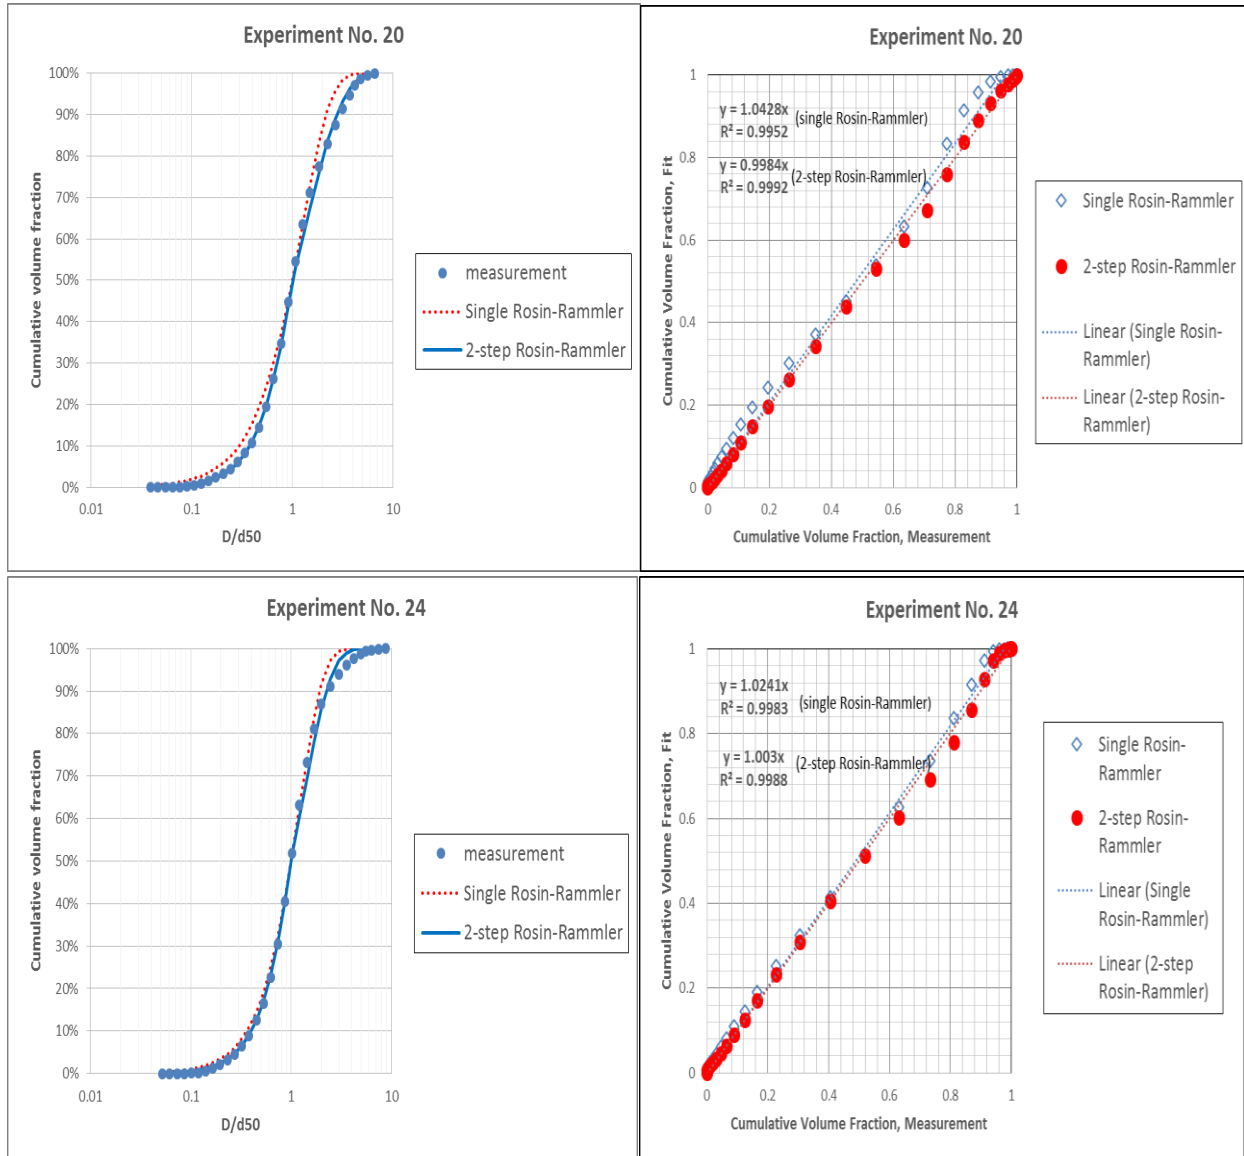 Experiment No. 20
100%
90%
80%
70%
60%
50%
40%
30%
20%
10%
0%
0.01
0.1
1
10
Cumulative volume fraction
D/d50
measurement
Single Rosin-Rammler
2-step Rosin-Rammler
Experiment No. 20
1
0.8
0.6
0.4
0.2
0
0
0.2
0.4
0.6
0.8
1
Cumulative Volume Fraction, Fit
Cumulative Volume Fraction, Measurement
y = 1.0428x
R² = 0.9952
(single Rosin-Rammler)
y = 0.9984x
R² = 0.9992
(2-step Rosin-Rammler)
Single Rosin-Rammler
2-step Rosin-Rammler
Linear (Single Rosin-
Rammler)
Linear (2-step Rosin-
Rammler)
Experiment No. 24
100%
90%
80%
70%
60%
50%
40%
30%
20%
10%
0%
0.01
0.1
1
10
Cumulative volume fraction
D/d50
measurement
Single Rosin-Rammler
2-step Rosin-Rammler
Experiment No. 24
1
0.8
0.6
0.4
0.2
0
0
0.2
0.4
0.6
0.8
1
Cumulative Volume Fraction, Fit
Cumulative Volume Fraction, Measurement
y = 1.0241x
R² = 0.9983
(single Rosin-Rammler)
y = 1.003x
R² = 0.9988
(2-step Rosin-Rammler)
Single Rosin-
Rammler
2-step Rosin-
Rammler
Linear (Single
Rosin-Rammler)
Linear (2-step
Rosin-Rammler)